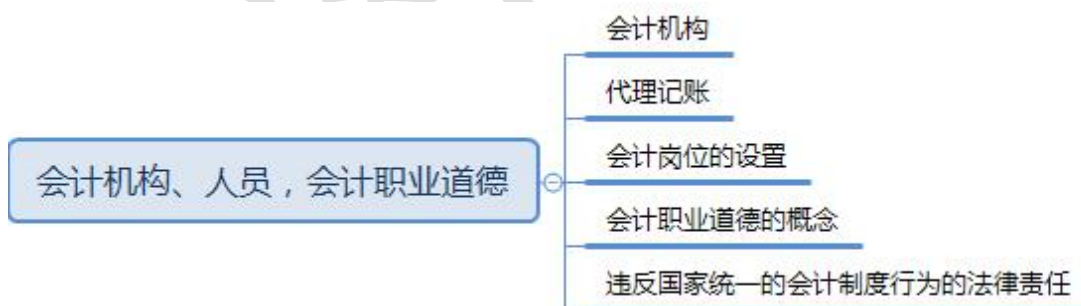 会计机构
代理记账
会计岗位的设置
会计机构、人员，会计职业道德
会计职业道德的概念
违反国家统一的会计制度行为的法律责任